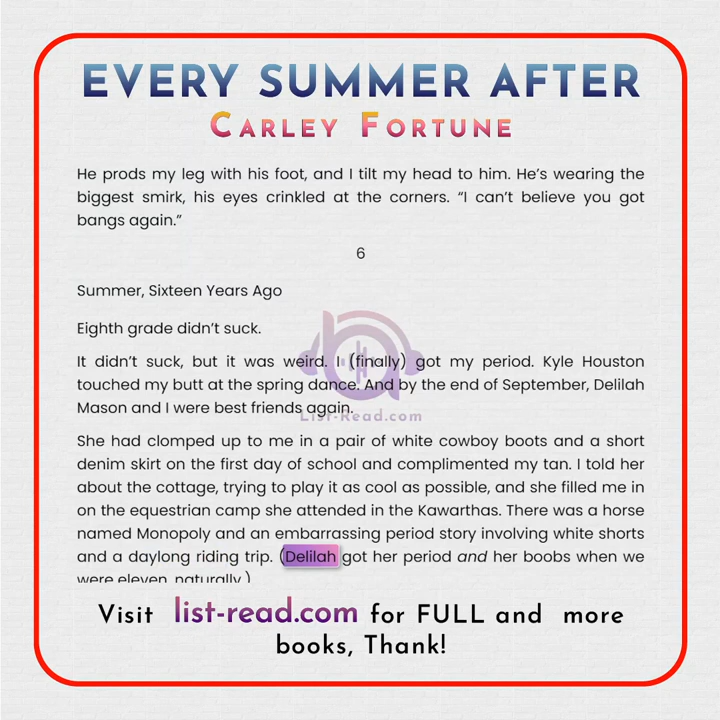 EVERY SUMMER AFTER
CARLEY FORTUNE
He prods my leg with his foot, and I tilt my head to him. He's wearing the
biggest smirk, his eyes crinkled at the corners. “I can't believe you got
bangs again.”
6
Summer, Sixteen Years Ago
Eighth grade didn't suck.
It didn't suck, but it was weird. I (finally) got my period. Kyle Houston
touched my butt at the spring dance. And by the end of September, Delilah
Mason and I were best friends again.
List-Read.com
She had clomped up to me in a pair of white cowboy boots and a short
denim skirt on the first day of school and complimented my tan. I told her
about the cottage, trying to play it as cool as possible, and she filled me in
on the equestrian camp she attended in the Kawarthas. There was a horse
named Monopoly and an embarrassing period story involving white shorts
and a daylong riding trip. (Delilah got her period and her boobs when we
were eleven, naturally.)
Visit list-read.com for FULL and more
books, Thank!